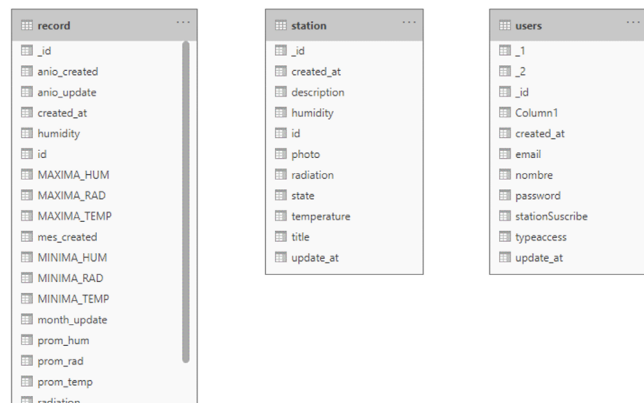 record
_id
anio_created
anio_update
created_at
humidity
id
MAXIMA_HUM
MAXIMA_RAD
MAXIMA_TEMP
mes_created
MINIMA_HUM
MINIMA_RAD
MINIMA_TEMP
month_update
prom_hum
prom_rad
prom_temp
radiation
station
_id
created_at
description
humidity
id
photo
radiation
state
temperature
title
update_at
users
_1
_2
_id
Column1
created_at
email
nombre
password
stationSuscribe
typeaccess
update_at